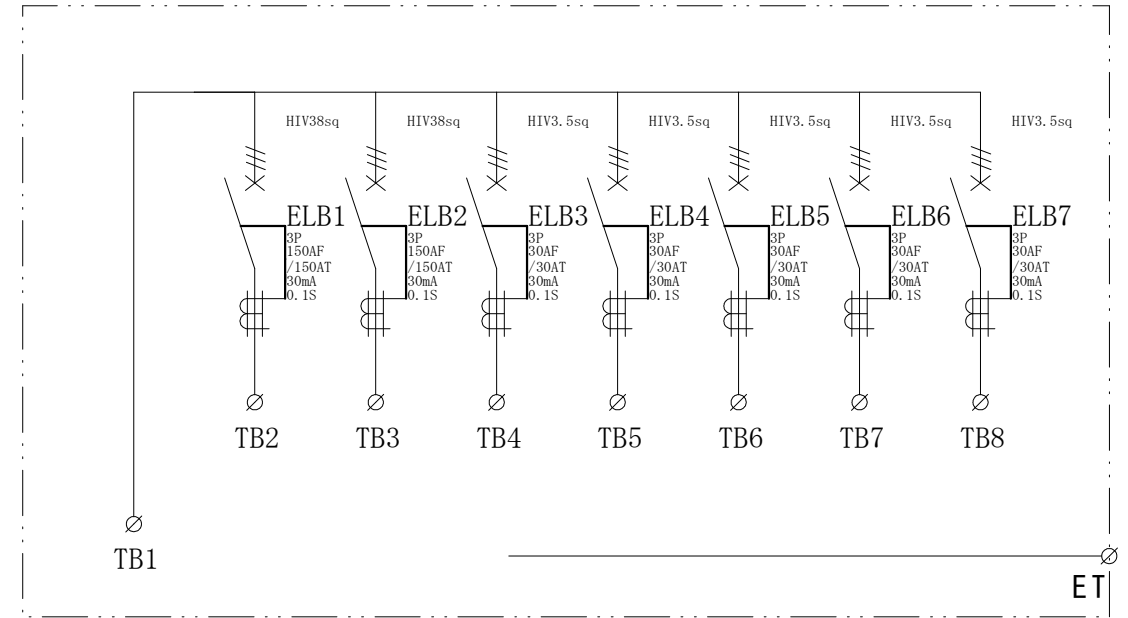 HIV38sq HIV38sq HIV3.5sq HIV3.5sq HIV3.5sq HIV3.5sq HIV3.5sq
ELB1 ELB2 ELB3 ELB4 ELB5 ELB6 ELB7
3P 3P 3P 3P 3P 3P 3P
150AF 150AF 30AF 30AF 30AF 30AF 30AF
/150AT /150AT /30AT /30AT /30AT /30AT /30AT
30mA 30mA 30mA 30mA 30mA 30mA 30mA
0.1S 0.1S 0.1S 0.1S 0.1S 0.1S 0.1S
TB2 TB3 TB4 TB5 TB6 TB7 TB8
TB1
ET